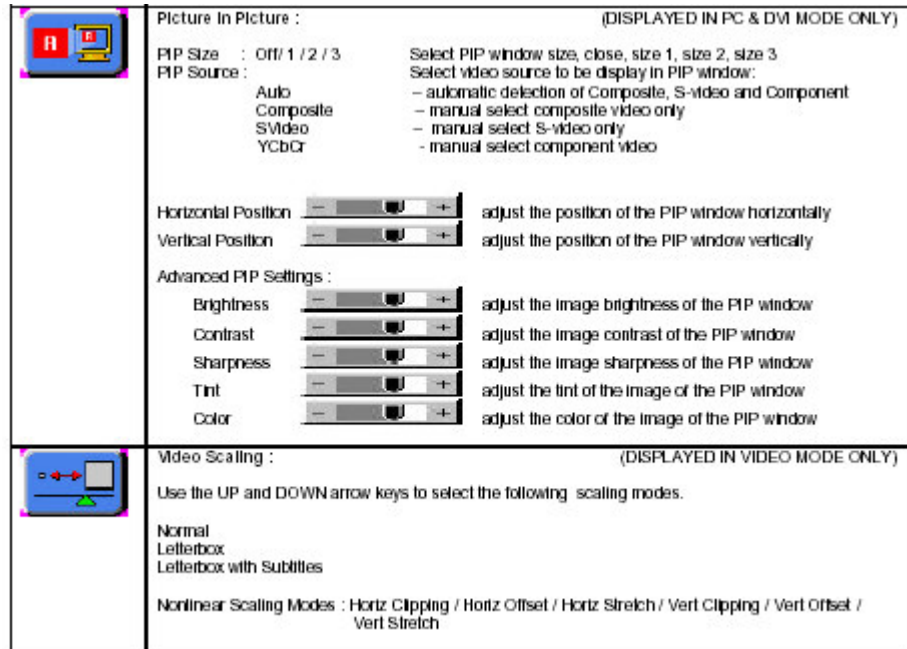 Picture In Picture : (DISPLAYED IN PC & DVI MODE ONLY)
PIP Size : Off/ 1 / 2 / 3 Select PIP window size, close, size 1, size 2, size 3
PIP Source : Select video source to be display in PIP window:
Auto – automatic detection of Composite, S-video and Component
Composite – manual select composite video only
SVideo – manual select S-video only
YCbCr - manual select component video
Horizontal Position – + adjust the position of the PIP window horizontally
Vertical Position – + adjust the position of the PIP window vertically
Advanced PIP Settings :
Brightness – + adjust the image brightness of the PIP window
Contrast – + adjust the image contrast of the PIP window
Sharpness – + adjust the image sharpness of the PIP window
Tint – + adjust the tint of the image of the PIP window
Color – + adjust the color of the image of the PIP window
Video Scaling : (DISPLAYED IN VIDEO MODE ONLY)
Use the UP and DOWN arrow keys to select the following scaling modes.
Normal
Letterbox
Letterbox with Subtitles
Nonlinear Scaling Modes : Horiz Clipping / Horiz Offset / Horiz Stretch / Vert Clipping / Vert Offset /
Vert Stretch